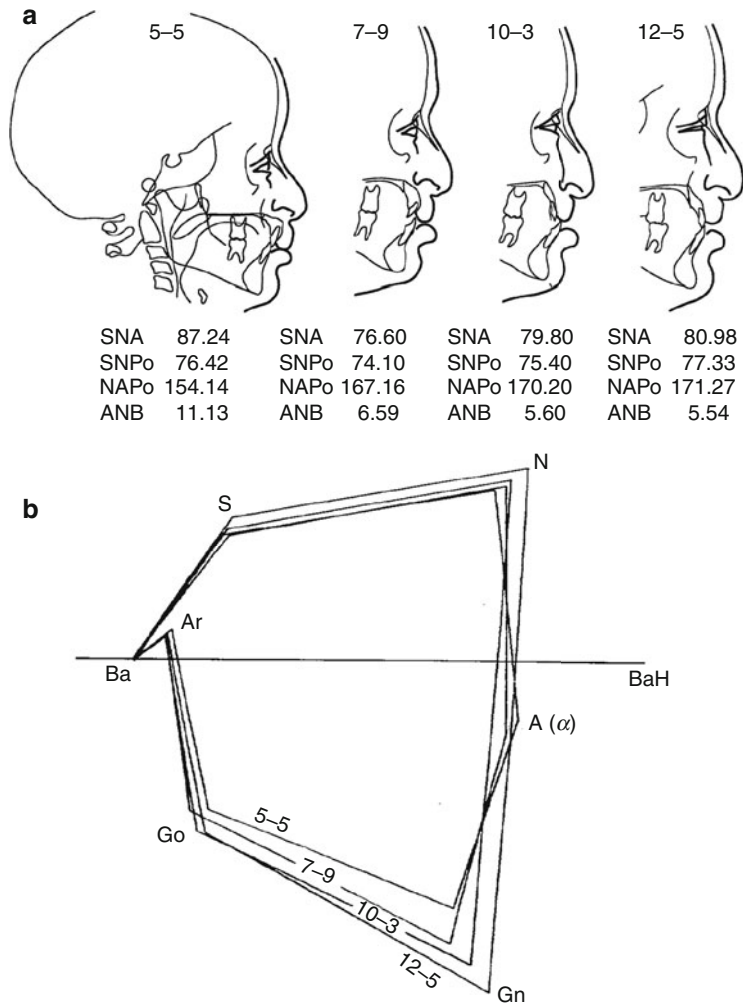 a
5–5 7–9 10–3 12–5
SNA 87.24 SNA 76.60 SNA 79.80 SNA 80.98
SNPo 76.42 SNPo 74.10 SNPo 75.40 SNPo 77.33
NAPo 154.14 NAPo 167.16 NAPo 170.20 NAPo 171.27
ANB 11.13 ANB 6.59 ANB 5.60 ANB 5.54
b
N
S
Ar
Ba BaH
A (α)
5–5
Go
7–9
10–3
12–5
Gn